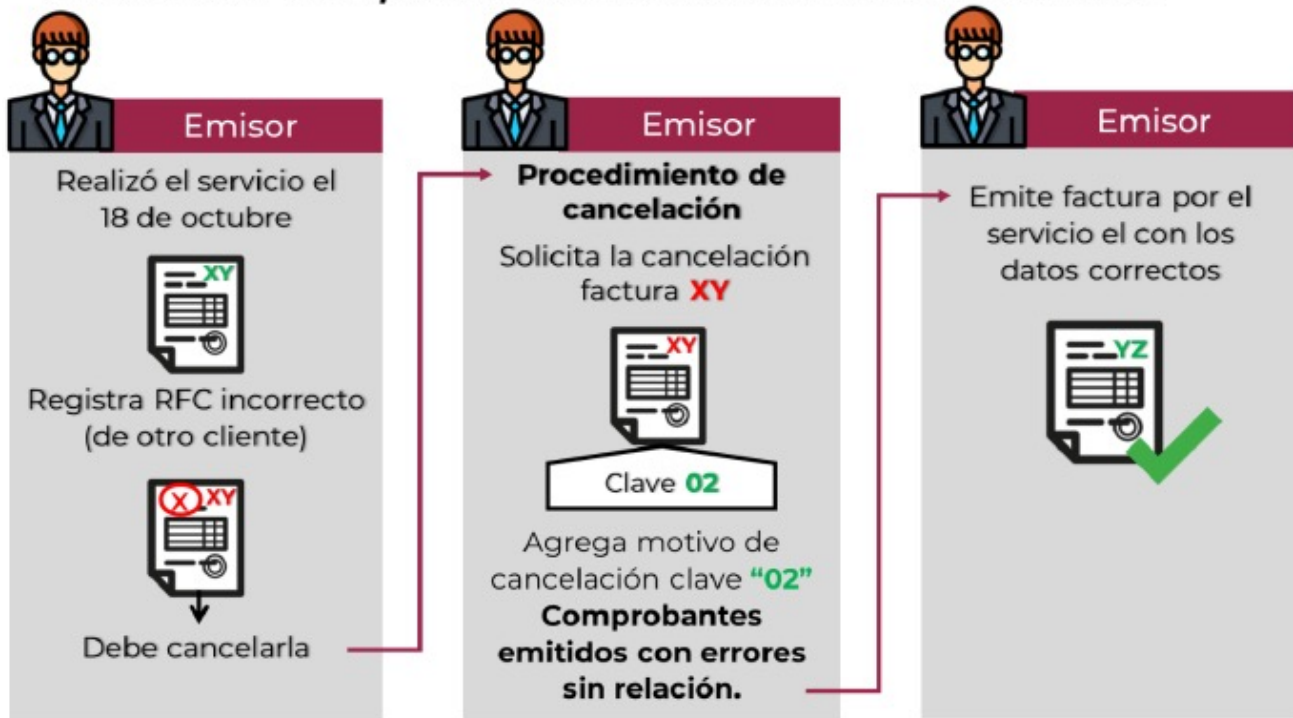 Emisor
Realizó el servicio el
18 de octubre
XY
Registra RFC incorrecto
(de otro cliente)
X XY
Debe cancelarla
Emisor
Procedimiento de
cancelación
Solicita la cancelación
factura XY
XY
Clave 02
Agrega motivo de
cancelación clave “02”
Comprobantes
emitidos con errores
sin relación.
Emisor
Emite factura por el
servicio el con los
datos correctos
YZ